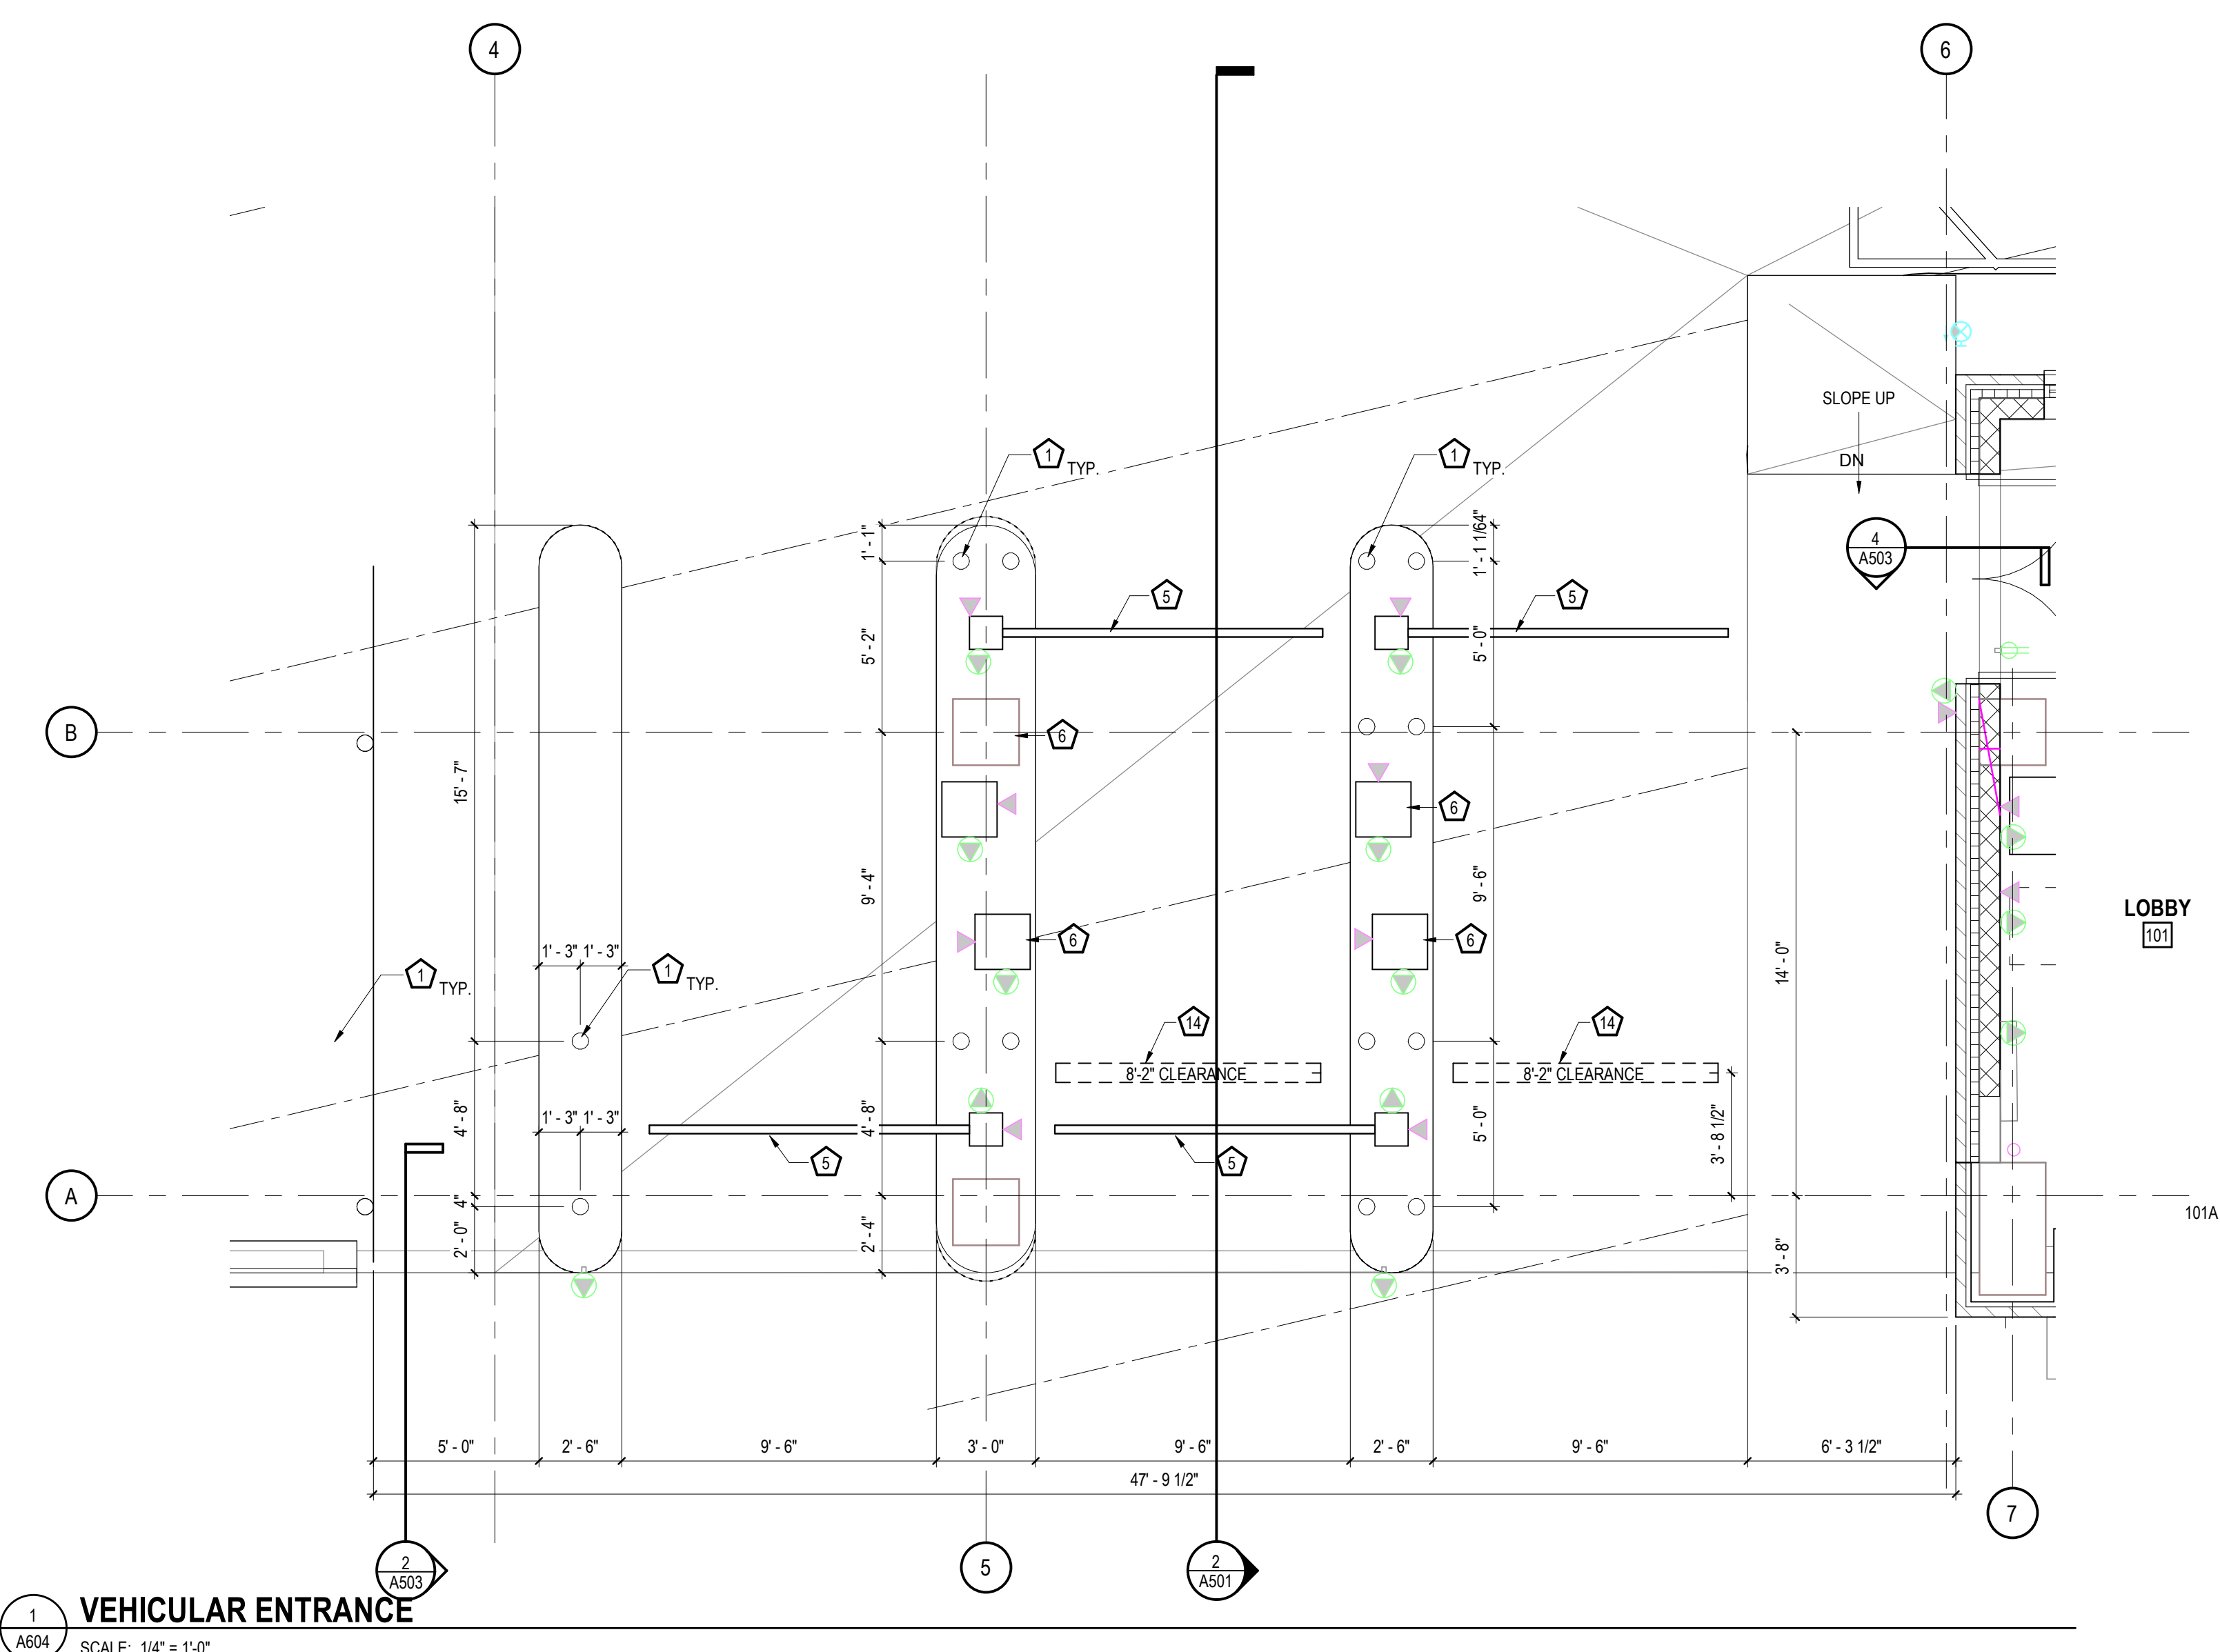 4
6
SLOPE UP
DN
1 TYP.
1 TYP.
1' - 1"
1' - 1 1/64"
4
A503
5
5
5' - 2"
5' - 0"
B
6
15' - 7"
6
9' - 4"
9' - 6"
LOBBY
101
6
6
1' - 3" 1' - 3"
14' - 0"
1 TYP.
1 TYP.
14
14
8'-2" CLEARANCE
8'-2" CLEARANCE
1' - 3" 1' - 3"
4' - 8"
4' - 8"
5' - 0"
3' - 8 1/2"
5
5
A
4"
101A
2' - 0"
2' - 4"
3' - 8"
5' - 0"
2' - 6"
9' - 6"
3' - 0"
9' - 6"
2' - 6"
9' - 6"
6' - 3 1/2"
47' - 9 1/2"
7
2
A503
5
2
A501
1
A604
VEHICULAR ENTRANCE
SCALE: 1/4" = 1'-0"